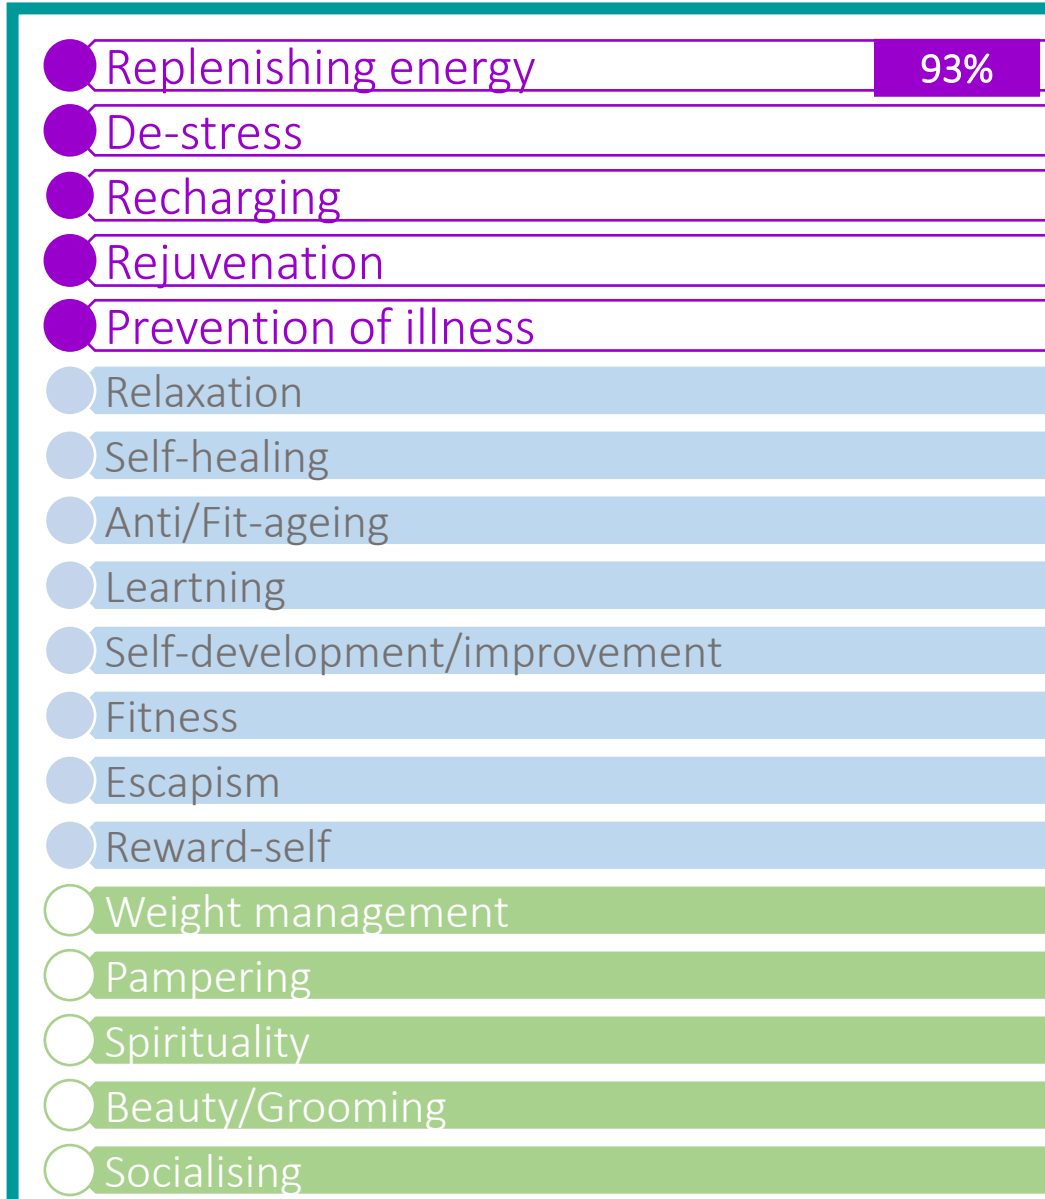 Replenishing energy 93%
De-stress
Recharging
Rejuvenation
Prevention of illness
Relaxation
Self-healing
Anti/Fit-ageing
Leartning
Self-development/improvement
Fitness
Escapism
Reward-self
Weight management
Pampering
Spirituality
Beauty/Grooming
Socialising